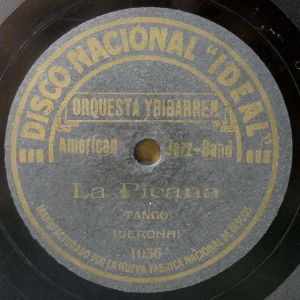 DISCO NACIONAL "IDEAL"
ORQUESTA YBIBARREN
American Jazz-Band
La Picana
(TANGO)
(VERONA)
1056
MANUFACTURADO POR LA NUEVA FABRICA NACIONAL DE DISCOS